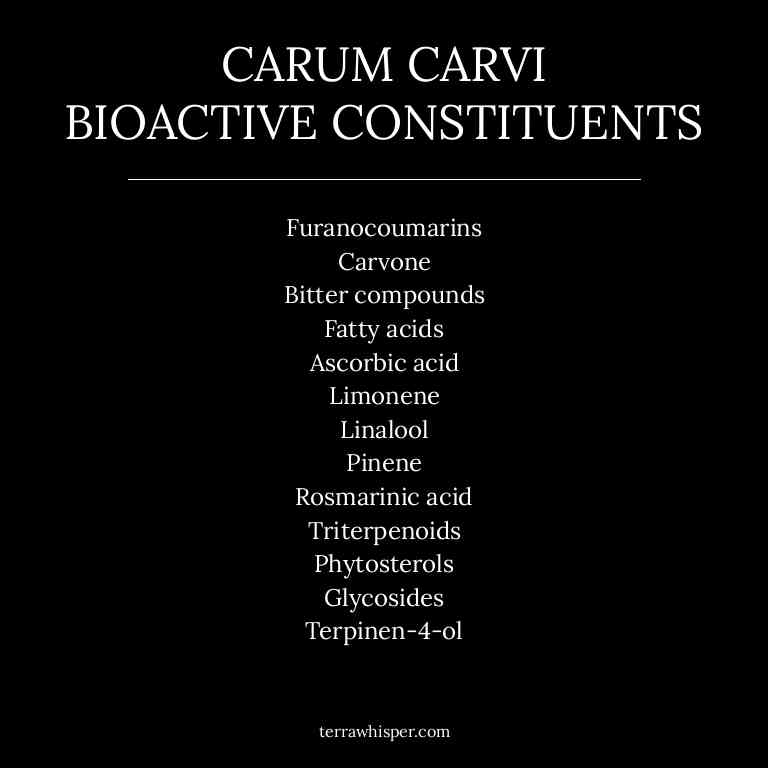 CARUM CARVI
BIOACTIVE CONSTITUENTS
Furanocoumarins
Carvone
Bitter compounds
Fatty acids
Ascorbic acid
Limonene
Linalool
Pinene
Rosmarinic acid
Triterpenoids
Phytosterols
Glycosides
Terpinen-4-ol
terrawhisper.com